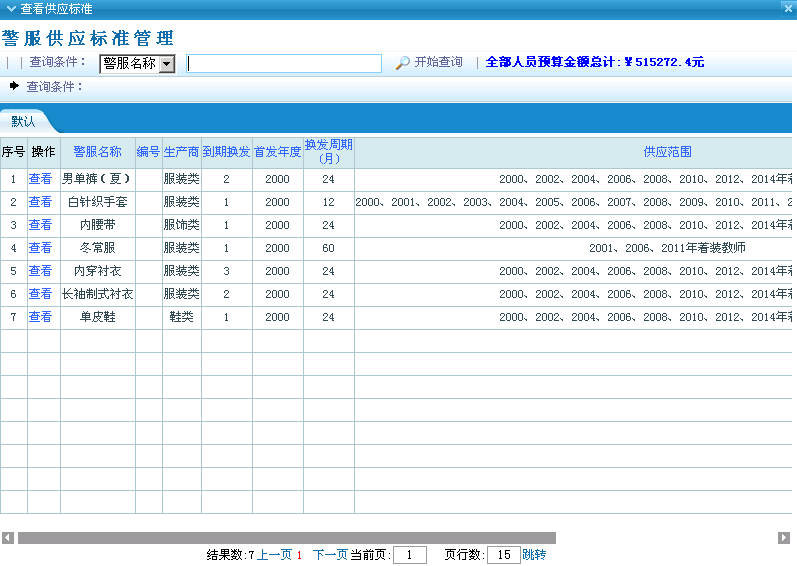 查看供应标准
警服供应标准管理
查询条件： 警服名称 开始查询 全部人员预算金额总计:￥515272.4元
查询条件：
默认
序号 操作 警服名称 编号 生产商 到期换发 首发年度 换发周期(月) 供应范围
1 查看 男单裤（夏） 服装类 2 2000 24 2000、2002、2004、2006、2008、2010、2012、2014年
2 查看 白针织手套 服装类 1 2000 12 2000、2001、2002、2003、2004、2005、2006、2007、2008、2009、2010、2011、2
3 查看 内腰带 服饰类 1 2000 24 2000、2002、2004、2006、2008、2010、2012、2014年
4 查看 冬常服 服装类 1 2000 60 2001、2006、2011年着装教师
5 查看 内穿衬衣 服装类 3 2000 24 2000、2002、2004、2006、2008、2010、2012、2014年
6 查看 长袖制式衬衣 服装类 2 2000 24 2000、2002、2004、2006、2008、2010、2012、2014年
7 查看 单皮鞋 鞋类 1 2000 24 2000、2002、2004、2006、2008、2010、2012、2014年
结果数:7 上一页 1 下一页 当前页: 1 页行数: 15 跳转